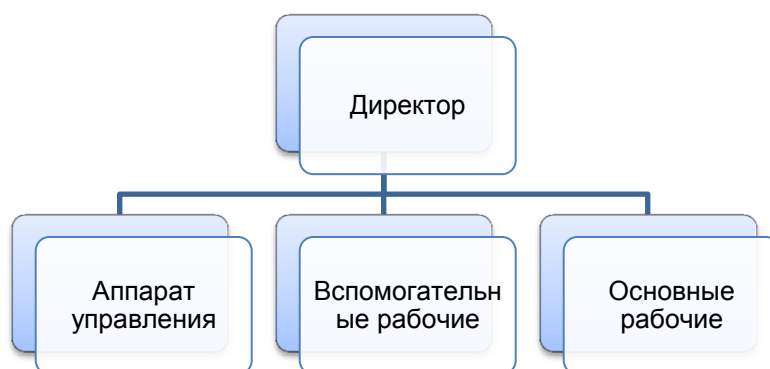 Директор
Аппарат
управления
Вспомогательн
ые рабочие
Основные
рабочие